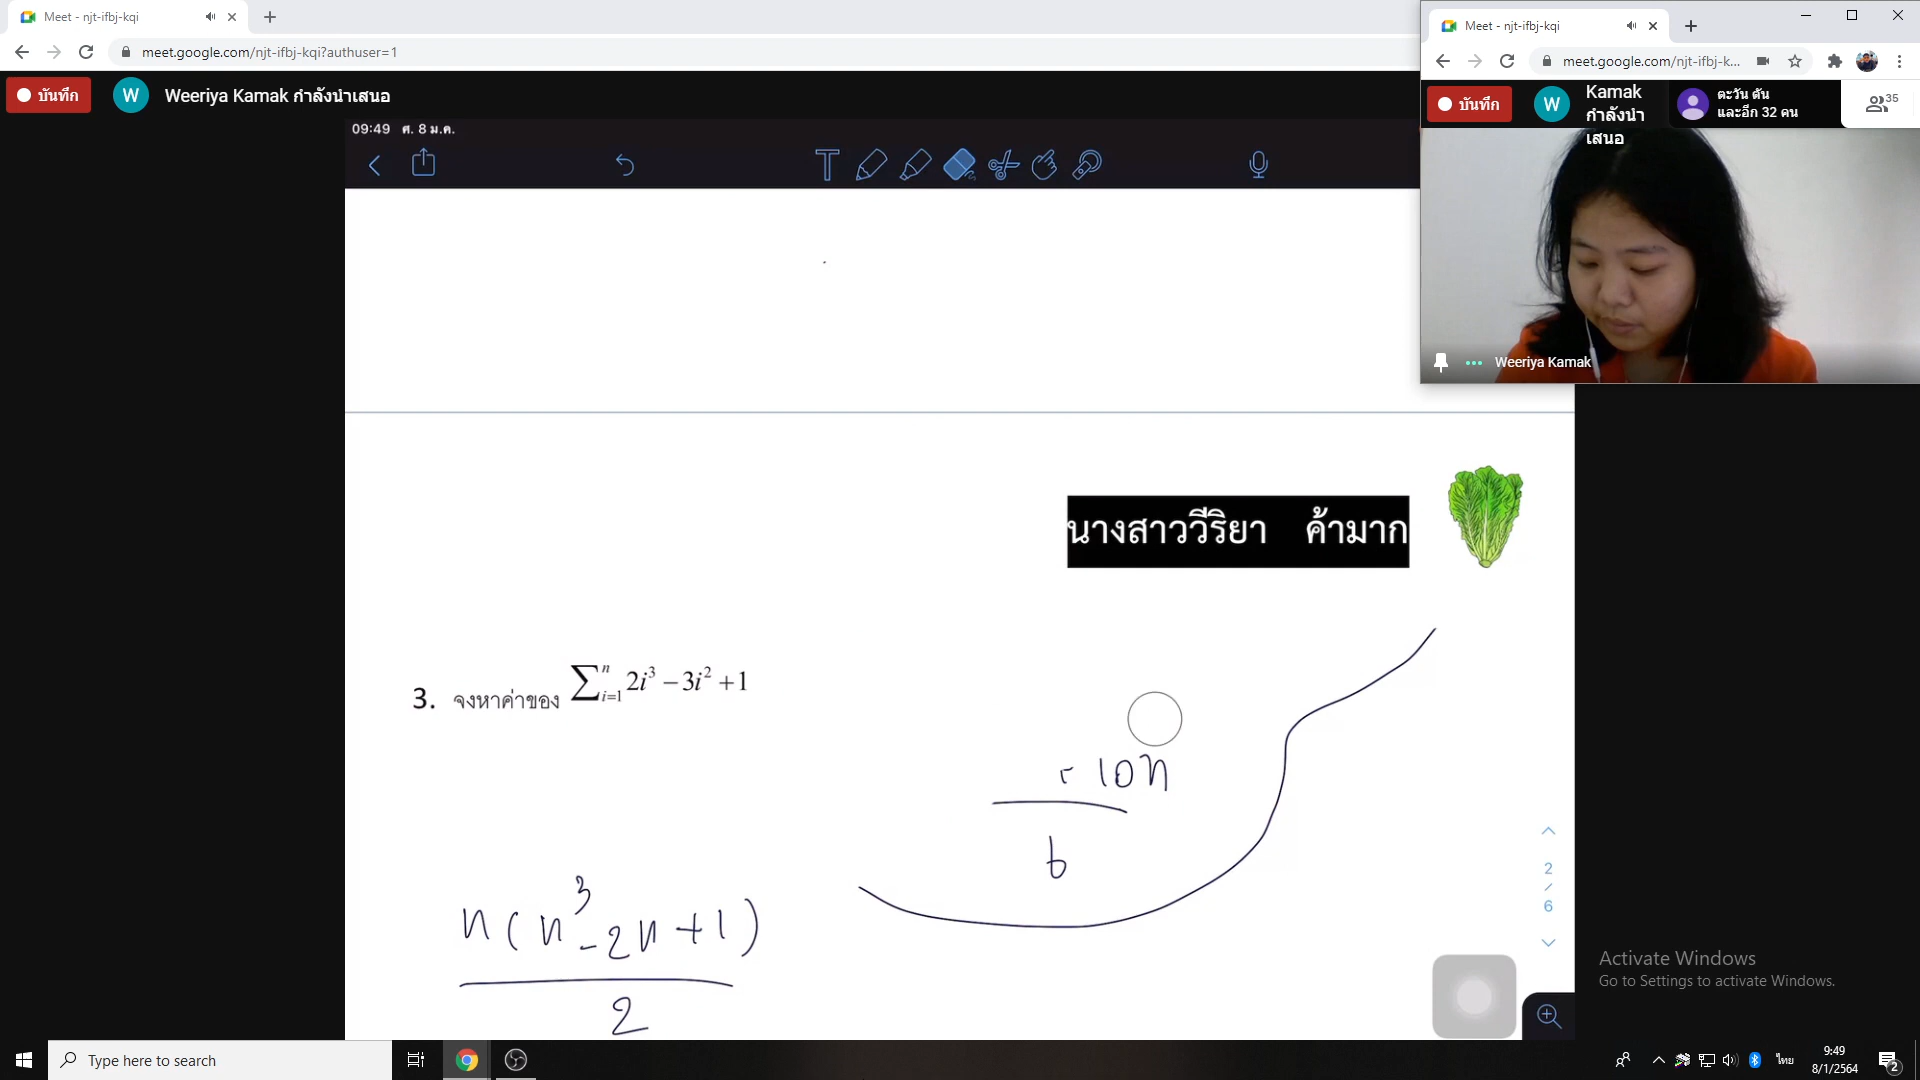 Meet - njt-ifbj-kqi
meet.google.com/njt-ifbj-kqi?authuser=1
บันทึก
W
Weeriya Kamak กำลังนำเสนอ
Meet - njt-ifbj-kqi
meet.google.com/njt-ifbj-k...
บันทึก
W
Kamak
กำลังนำ
เสนอ
ตะวัน ตัน
และอีก 32 คน
35
Weeriya Kamak
09:49 ศ. 8 ม.ค.
นางสาววีริยา ค้ามาก
3. จงหาค่าของ ∑ⁿᵢ₌₁ 2i³ − 3i² + 1
- 10n
6
n(n³ - 2n + 1)
2
2
/
6
Activate Windows
Go to Settings to activate Windows.
Type here to search
ไทย
9:49
8/1/2564
2